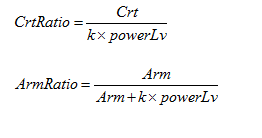 CrtRatio = Crt / k × powerLv
ArmRatio = Arm / Arm + k × powerLv